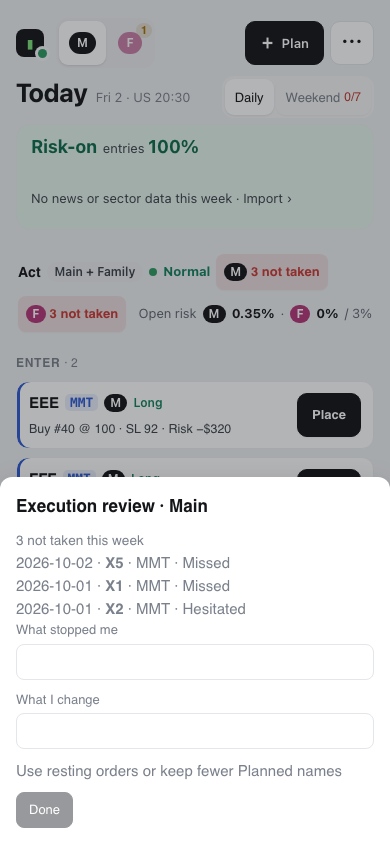 M F 1 + Plan ...
Today Fri 2 · US 20:30 Daily Weekend 0/7
Risk-on entries 100%
No news or sector data this week · Import ›
Act Main + Family Normal M 3 not taken
F 3 not taken Open risk M 0.35% · F 0% / 3%
ENTER · 2
EEE MMT M Long
Buy #40 @ 100 · SL 92 · Risk −$320
Place
Execution review · Main
3 not taken this week
2026-10-02 · X5 · MMT · Missed
2026-10-01 · X1 · MMT · Missed
2026-10-01 · X2 · MMT · Hesitated
What stopped me
What I change
Use resting orders or keep fewer Planned names
Done